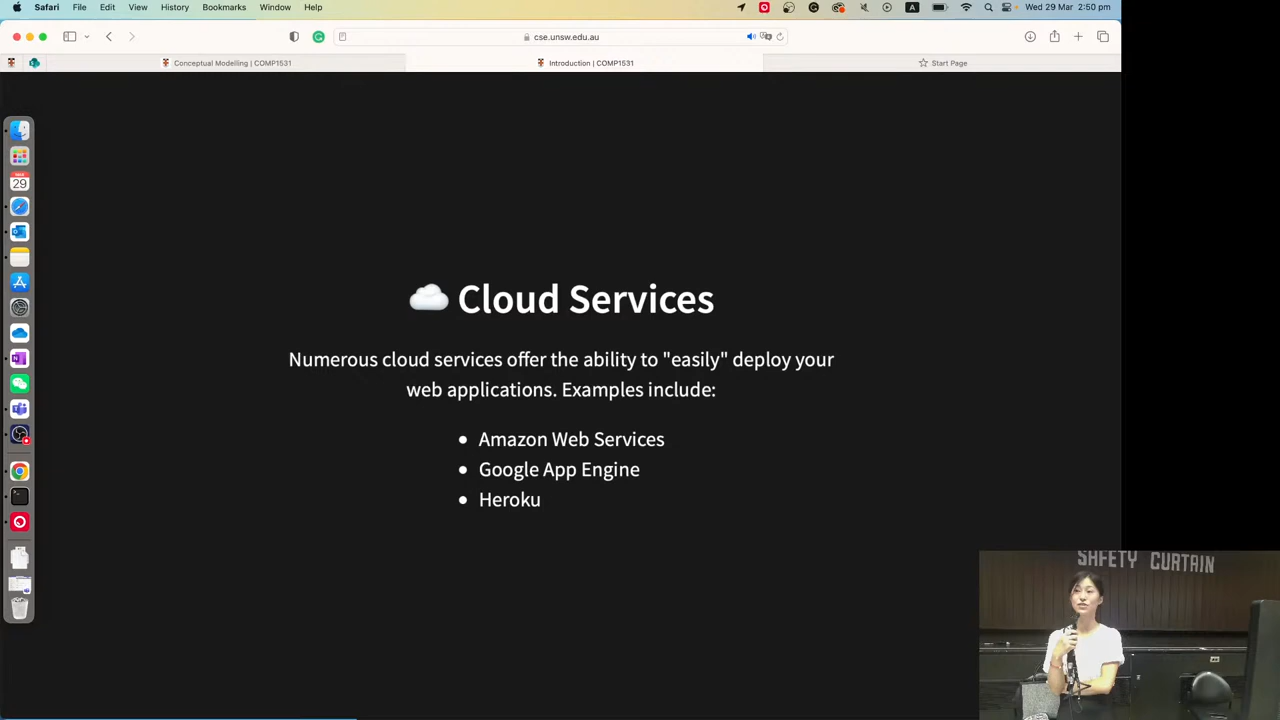 Safari File Edit View History Bookmarks Window Help
A
Wed 29 Mar 2:50 pm
cse.unsw.edu.au
Conceptual Modelling | COMP1531
Introduction | COMP1531
Start Page
29
Cloud Services
Numerous cloud services offer the ability to "easily" deploy your
web applications. Examples include:
Amazon Web Services
Google App Engine
Heroku
SAFETY CURTAIN